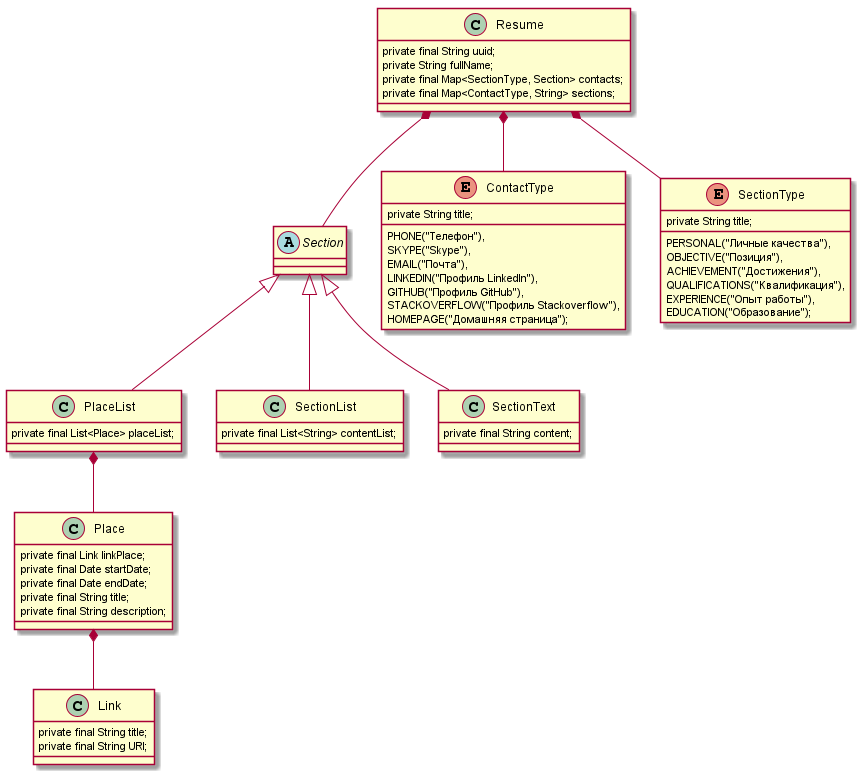 C Resume
private final String uuid;
private String fullName;
private final Map<SectionType, Section> contacts;
private final Map<ContactType, String> sections;
E ContactType
private String title;
PHONE("Телефон"),
SKYPE("Skype"),
EMAIL("Почта"),
LINKEDIN("Профиль LinkedIn"),
GITHUB("Профиль GitHub"),
STACKOVERFLOW("Профиль Stackoverflow"),
HOMEPAGE("Домашняя страница");
E SectionType
private String title;
PERSONAL("Личные качества"),
OBJECTIVE("Позиция"),
ACHIEVEMENT("Достижения"),
QUALIFICATIONS("Квалификация"),
EXPERIENCE("Опыт работы"),
EDUCATION("Образование");
A Section
C PlaceList
private final List<Place> placeList;
C SectionList
private final List<String> contentList;
C SectionText
private final String content;
C Place
private final Link linkPlace;
private final Date startDate;
private final Date endDate;
private final String title;
private final String description;
C Link
private final String title;
private final String URI;